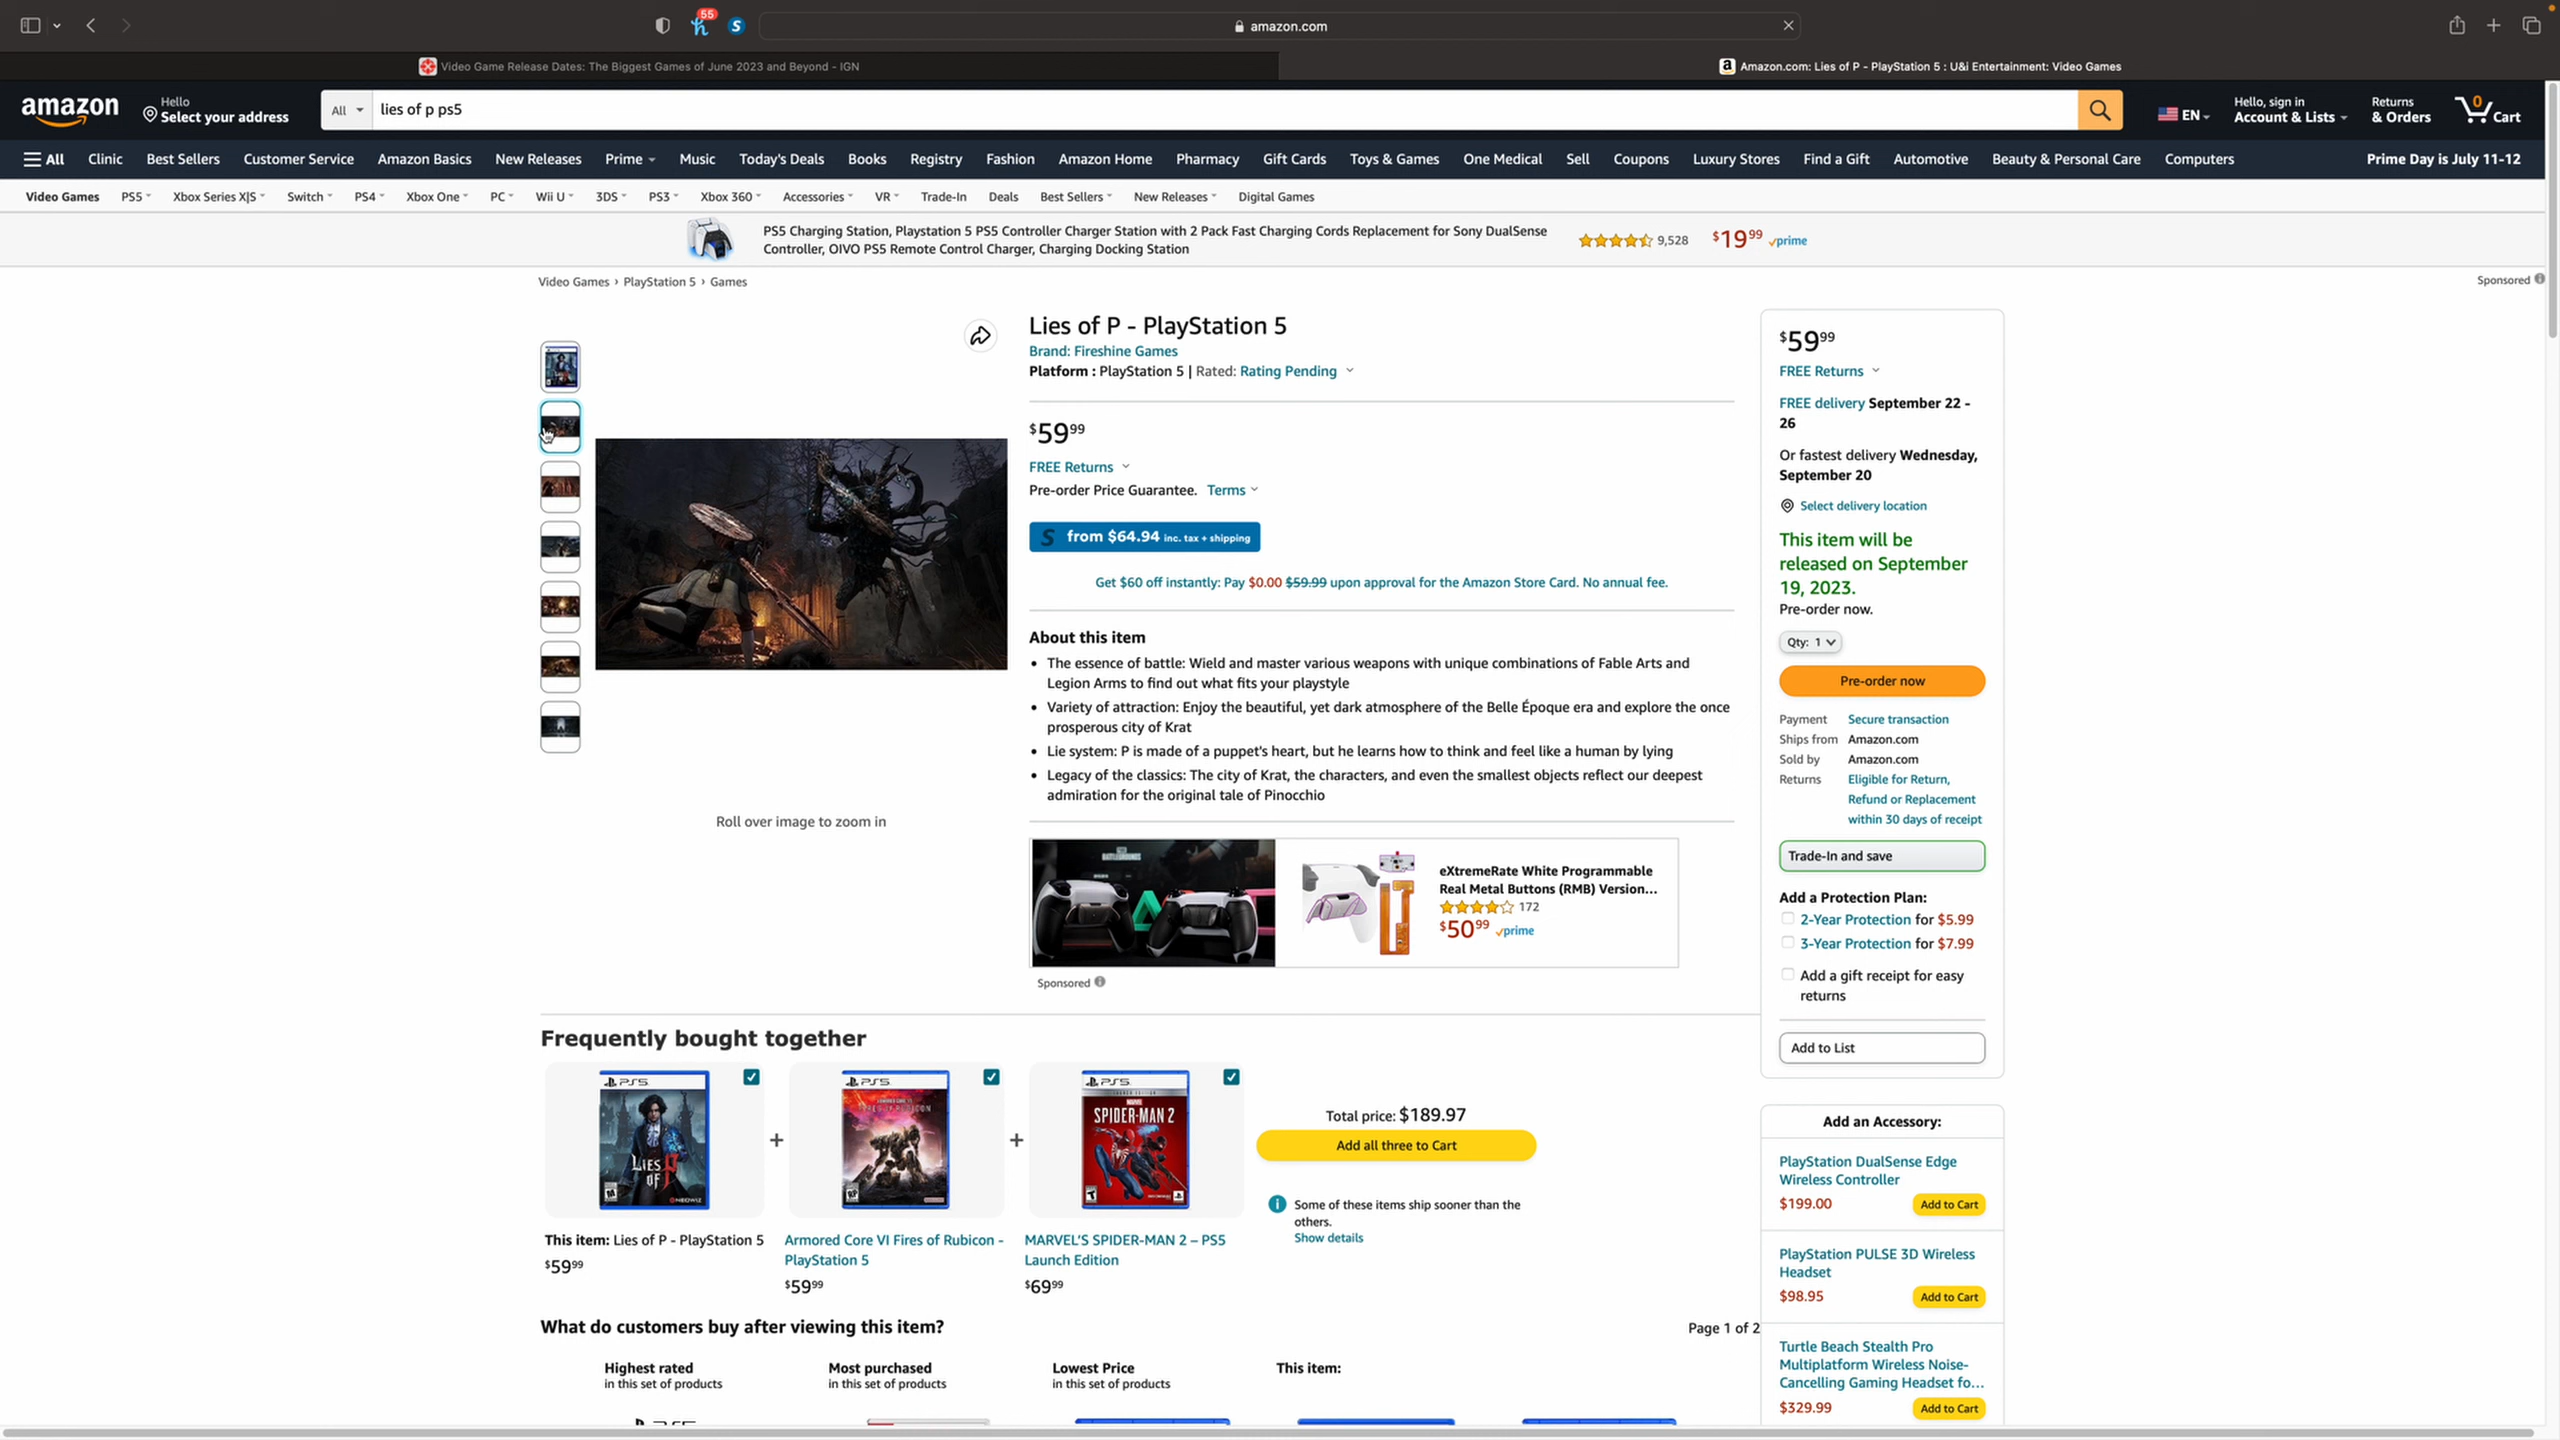 55
S
amazon.com
Video Game Release Dates: The Biggest Games of June 2023 and Beyond - IGN
Amazon.com: Lies of P - PlayStation 5 : U&i Entertainment: Video Games
amazon
Hello
Select your address
All
lies of p ps5
EN
Hello, sign in
Account & Lists
Returns
& Orders
0
Cart
All Clinic Best Sellers Customer Service Amazon Basics New Releases Prime Music Today's Deals Books Registry Fashion Amazon Home Pharmacy Gift Cards Toys & Games One Medical Sell Coupons Luxury Stores Find a Gift Automotive Beauty & Personal Care Computers Prime Day is July 11-12
Video Games PS5 Xbox Series X|S Switch PS4 Xbox One PC Wii U 3DS PS3 Xbox 360 Accessories VR Trade-In Deals Best Sellers New Releases Digital Games
PS5 Charging Station, Playstation 5 PS5 Controller Charger Station with 2 Pack Fast Charging Cords Replacement for Sony DualSense
Controller, OIVO PS5 Remote Control Charger, Charging Docking Station
9,528
$19.99 prime
Sponsored
Video Games › PlayStation 5 › Games
Lies of P - PlayStation 5
Brand: Fireshine Games
Platform : PlayStation 5 | Rated: Rating Pending
$59.99
FREE Returns
Pre-order Price Guarantee. Terms
S from $64.94 inc. tax + shipping
Get $60 off instantly: Pay $0.00 $59.99 upon approval for the Amazon Store Card. No annual fee.
About this item
• The essence of battle: Wield and master various weapons with unique combinations of Fable Arts and
Legion Arms to find out what fits your playstyle
• Variety of attraction: Enjoy the beautiful, yet dark atmosphere of the Belle Époque era and explore the once
prosperous city of Krat
• Lie system: P is made of a puppet's heart, but he learns how to think and feel like a human by lying
• Legacy of the classics: The city of Krat, the characters, and even the smallest objects reflect our deepest
admiration for the original tale of Pinocchio
Roll over image to zoom in
eXtremeRate White Programmable
Real Metal Buttons (RMB) Version...
172
$50.99 prime
Sponsored
$59.99
FREE Returns
FREE delivery September 22 -
26
Or fastest delivery Wednesday,
September 20
Select delivery location
This item will be
released on September
19, 2023.
Pre-order now.
Qty: 1
Pre-order now
Payment Secure transaction
Ships from Amazon.com
Sold by Amazon.com
Returns Eligible for Return,
Refund or Replacement
within 30 days of receipt
Trade-In and save
Add a Protection Plan:
2-Year Protection for $5.99
3-Year Protection for $7.99
Add a gift receipt for easy
returns
Add to List
Frequently bought together
PS5
LIES
OF P
NEOWIZ
+
PS5
+
PS5
MARVEL
SPIDER-MAN 2
Total price: $189.97
Add all three to Cart
Some of these items ship sooner than the
others.
Show details
This item: Lies of P - PlayStation 5
$59.99
Armored Core VI Fires of Rubicon -
PlayStation 5
$59.99
MARVEL'S SPIDER-MAN 2 – PS5
Launch Edition
$69.99
Add an Accessory:
PlayStation DualSense Edge
Wireless Controller
$199.00 Add to Cart
PlayStation PULSE 3D Wireless
Headset
$98.95 Add to Cart
Turtle Beach Stealth Pro
Multiplatform Wireless Noise-
Cancelling Gaming Headset fo...
$329.99 Add to Cart
What do customers buy after viewing this item?
Page 1 of 2
Highest rated
in this set of products
Most purchased
in this set of products
Lowest Price
in this set of products
This item: